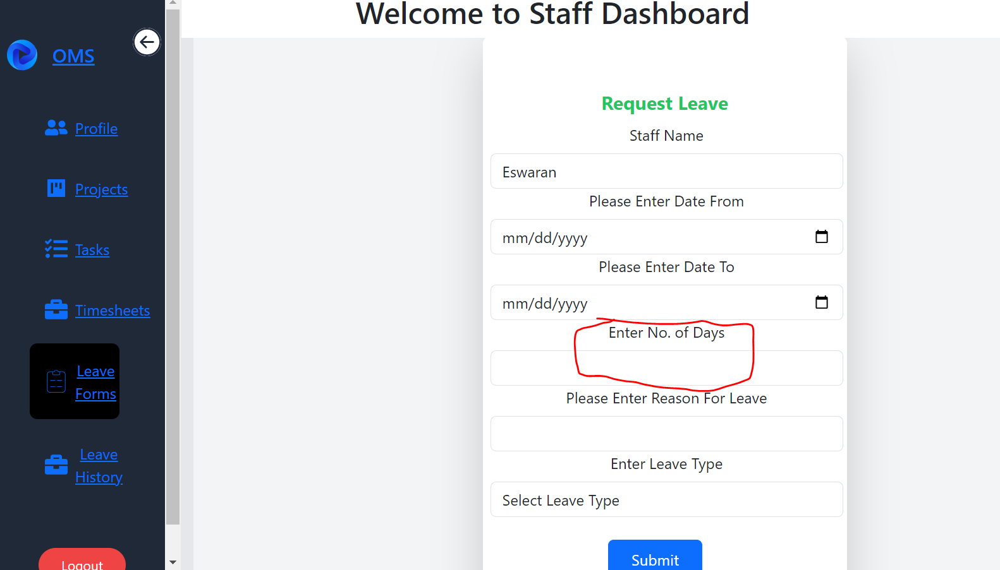 Welcome to Staff Dashboard
OMS
Profile
Projects
Tasks
Timesheets
Leave
Forms
Leave
History
Logout
Request Leave
Staff Name
Eswaran
Please Enter Date From
mm/dd/yyyy
Please Enter Date To
mm/dd/yyyy
Enter No. of Days
Please Enter Reason For Leave
Enter Leave Type
Select Leave Type
Submit